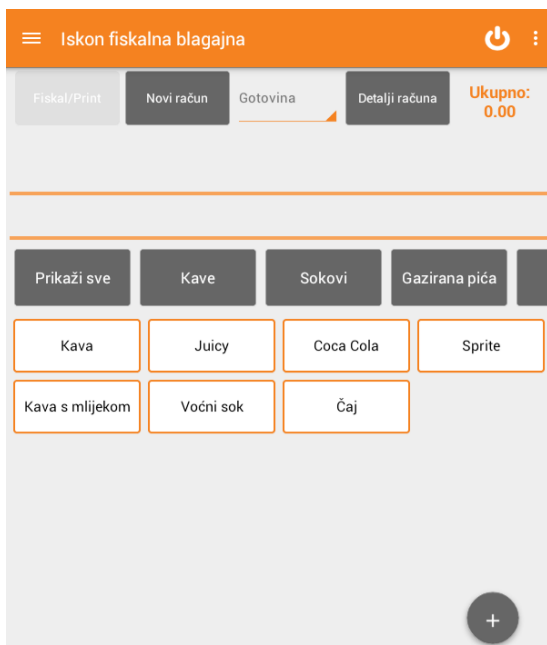 Iskon fiskalna blagajna
Fiskal/Print
Novi račun
Gotovina
Detalji računa
Ukupno:
0.00
Prikaži sve
Kave
Sokovi
Gazirana pića
Kava
Juicy
Coca Cola
Sprite
Kava s mlijekom
Voćni sok
Čaj
+